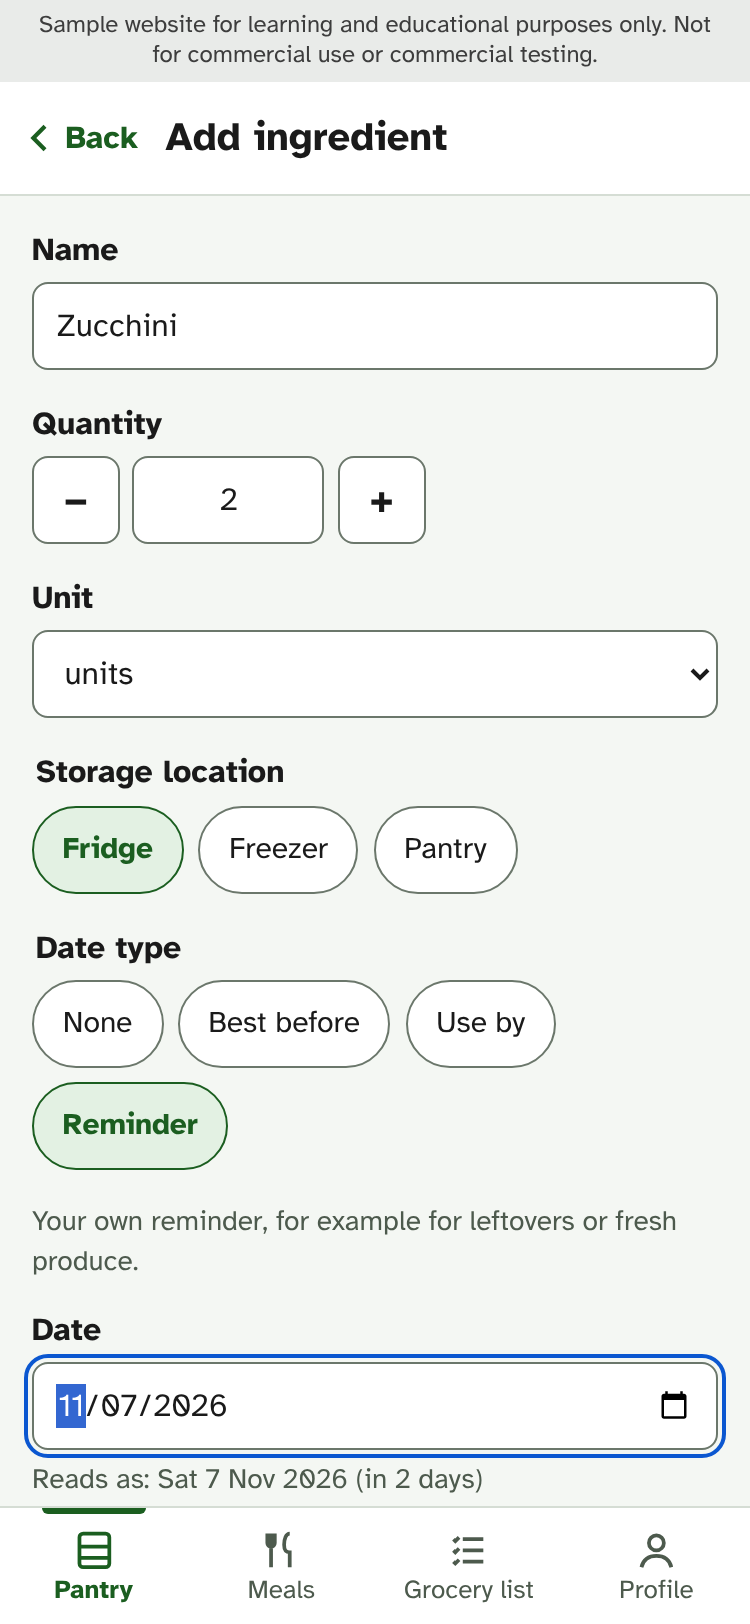 Sample website for learning and educational purposes only. Not
for commercial use or commercial testing.
Back Add ingredient
Name
Zucchini
Quantity
− 2 +
Unit
units
Storage location
Fridge Freezer Pantry
Date type
None Best before Use by
Reminder
Your own reminder, for example for leftovers or fresh
produce.
Date
11/07/2026
Reads as: Sat 7 Nov 2026 (in 2 days)
Pantry Meals Grocery list Profile